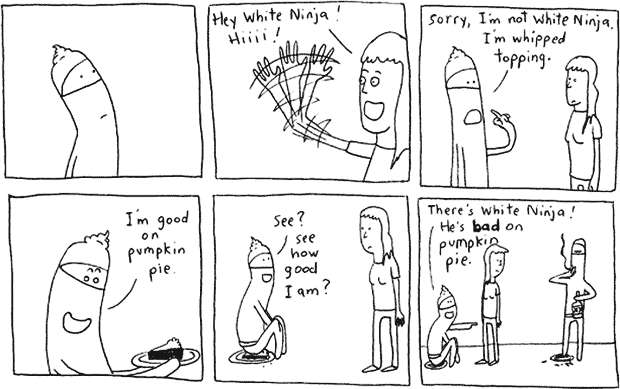 Hey White Ninja!
Hiiii!
Sorry, I'm not White Ninja.
I'm whipped
topping.
I'm good
on
pumpkin
pie.
See?
see
how
good
I am?
There's White Ninja!
He's bad on
pumpkin
pie.